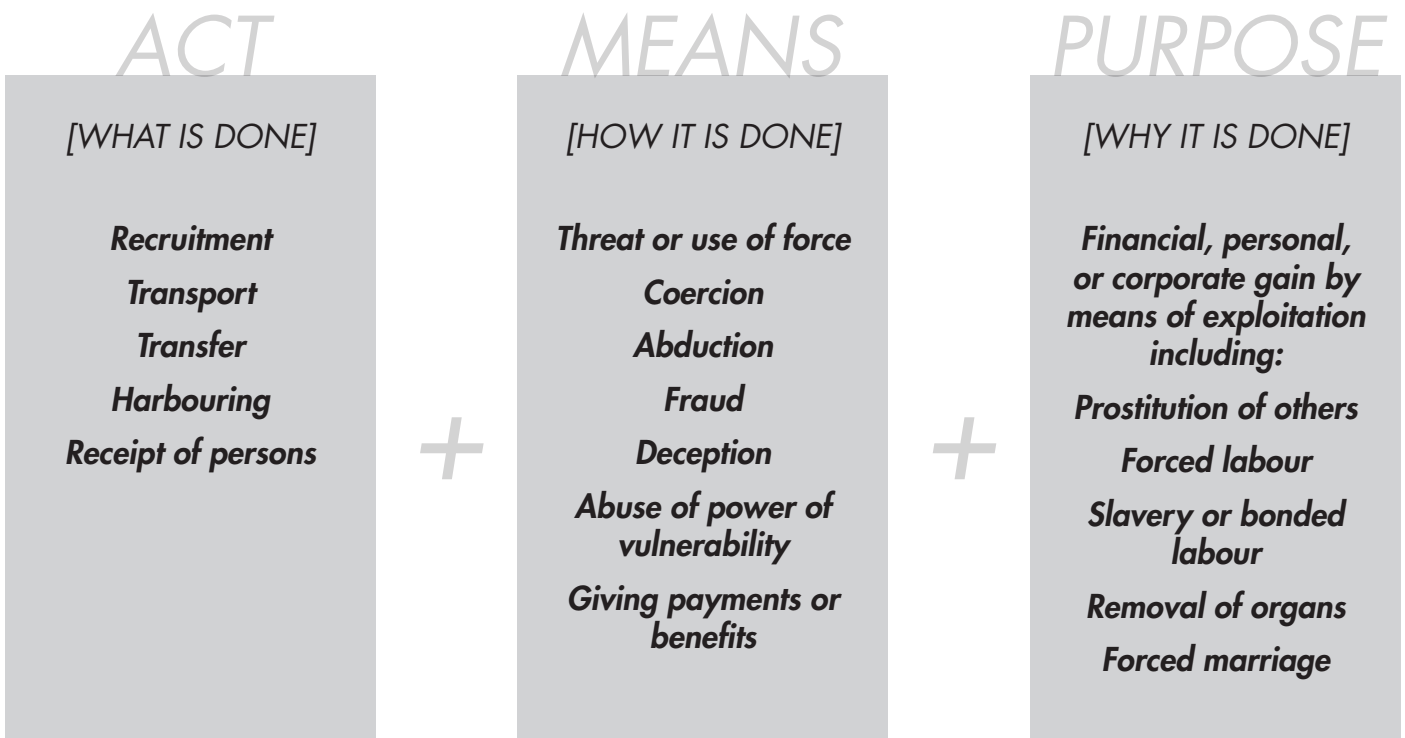 ACT
[WHAT IS DONE]
Recruitment
Transport
Transfer
Harbouring
Receipt of persons
+
MEANS
[HOW IT IS DONE]
Threat or use of force
Coercion
Abduction
Fraud
Deception
Abuse of power of
vulnerability
Giving payments or
benefits
+
PURPOSE
[WHY IT IS DONE]
Financial, personal,
or corporate gain by
means of exploitation
including:
Prostitution of others
Forced labour
Slavery or bonded
labour
Removal of organs
Forced marriage